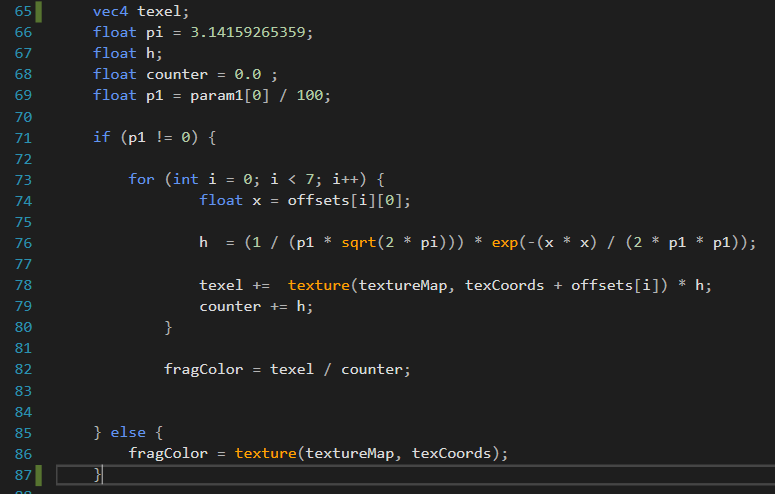 65 vec4 texel;
66 float pi = 3.14159265359;
67 float h;
68 float counter = 0.0 ;
69 float p1 = param1[0] / 100;
70
71 if (p1 != 0) {
72
73 for (int i = 0; i < 7; i++) {
74 float x = offsets[i][0];
75
76 h  = (1 / (p1 * sqrt(2 * pi))) * exp(-(x * x) / (2 * p1 * p1));
77
78 texel +=  texture(textureMap, texCoords + offsets[i]) * h;
79 counter += h;
80 }
81
82 fragColor = texel / counter;
83
84
85 } else {
86 fragColor = texture(textureMap, texCoords);
87 }